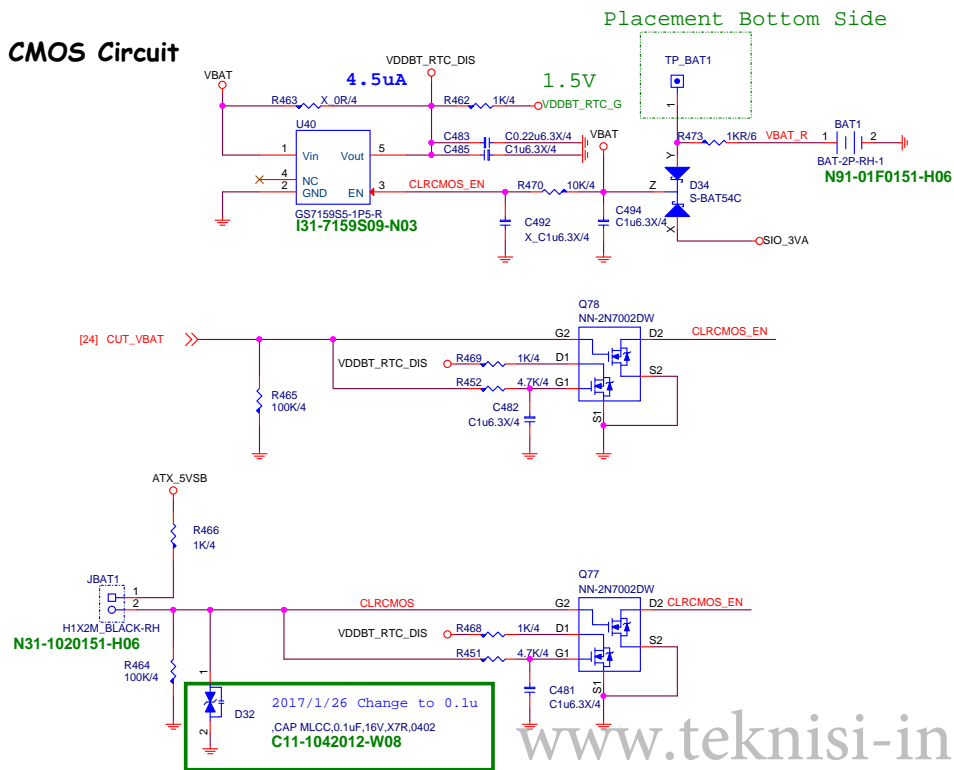 Placement Bottom Side
CMOS Circuit
VBAT
VDDBT_RTC_DIS
TP_BAT1
4.5uA
1.5V
R463
X_0R/4
R462
1K/4
VDDBT_RTC_G
1
U40
C483
C0.22u6.3X/4
C485
C1u6.3X/4
VBAT
R473
1KR/6
VBAT_R
BAT1
1
2
BAT-2P-RH-1
N91-01F0151-H06
1
Vin
Vout
5
4
NC
2
GND
EN
3
CLRCMOS_EN
R470
10K/4
Y
Z
D34
S-BAT54C
X
GS7159S5-1P5-R
I31-7159S09-N03
C492
X_C1u6.3X/4
C494
C1u6.3X/4
SIO_3VA
Q78
NN-2N7002DW
[24] CUT_VBAT
G2
D2
CLRCMOS_EN
VDDBT_RTC_DIS
R469
1K/4
D1
S2
R452
4.7K/4
G1
R465
100K/4
C482
C1u6.3X/4
S1
ATX_5VSB
R466
1K/4
JBAT1
1
2
H1X2M_BLACK-RH
N31-1020151-H06
Q77
NN-2N7002DW
CLRCMOS
G2
D2
CLRCMOS_EN
VDDBT_RTC_DIS
R468
1K/4
D1
S2
R451
4.7K/4
G1
R464
100K/4
1
D32
2
2017/1/26 Change to 0.1u
,CAP MLCC,0.1uF,16V,X7R,0402
C11-1042012-W08
C481
C1u6.3X/4
S1
www.teknisi-in